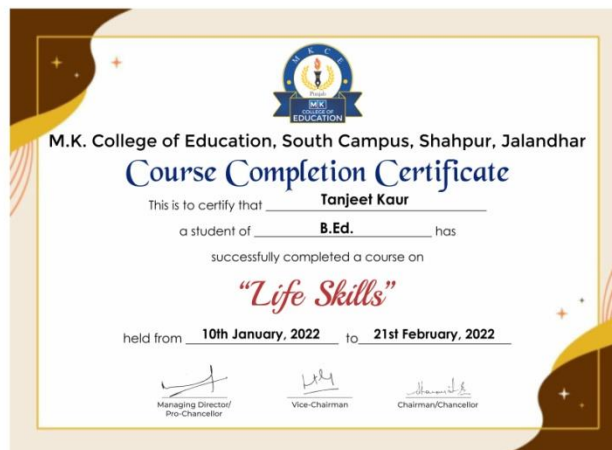 M K C E
Punjab
M|K
COLLEGE OF
EDUCATION
M.K. College of Education, South Campus, Shahpur, Jalandhar
Course Completion Certificate
This is to certify that Tanjeet Kaur
a student of B.Ed. has
successfully completed a course on
“Life Skills”
held from 10th January, 2022 to 21st February, 2022
Managing Director/ Vice-Chairman Chairman/Chancellor
Pro-Chancellor